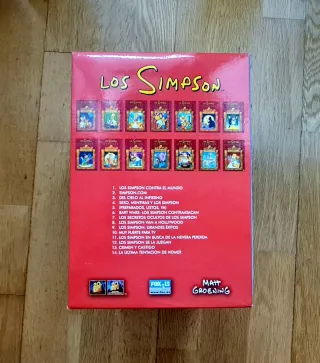 LOS SIMPSON
1. LOS SIMPSON CONTRA EL MUNDO
2. SIMPSON.COM
3. DEL CIELO AL INFIERNO
4. SEXO, MENTIRAS Y LOS SIMPSON
5. ¡PREPARADOS, LISTOS, YA!
6. BART WARS: LOS SIMPSON CONTRAATACAN
7. LOS SECRETOS OCULTOS DE LOS SIMPSON
8. LOS SIMPSON VAN A HOLLYWOOD
9. LOS SIMPSON: GRANDES ÉXITOS
10. MUY FUERTE PARA TV
11. LOS SIMPSON EN BUSCA DE LA NEVERA PERDIDA
12. LOS SIMPSON SE LA JUEGAN
13. CRIMEN Y CASTIGO
14. LA ÚLTIMA TENTACIÓN DE HOMER
MATT
GROENING